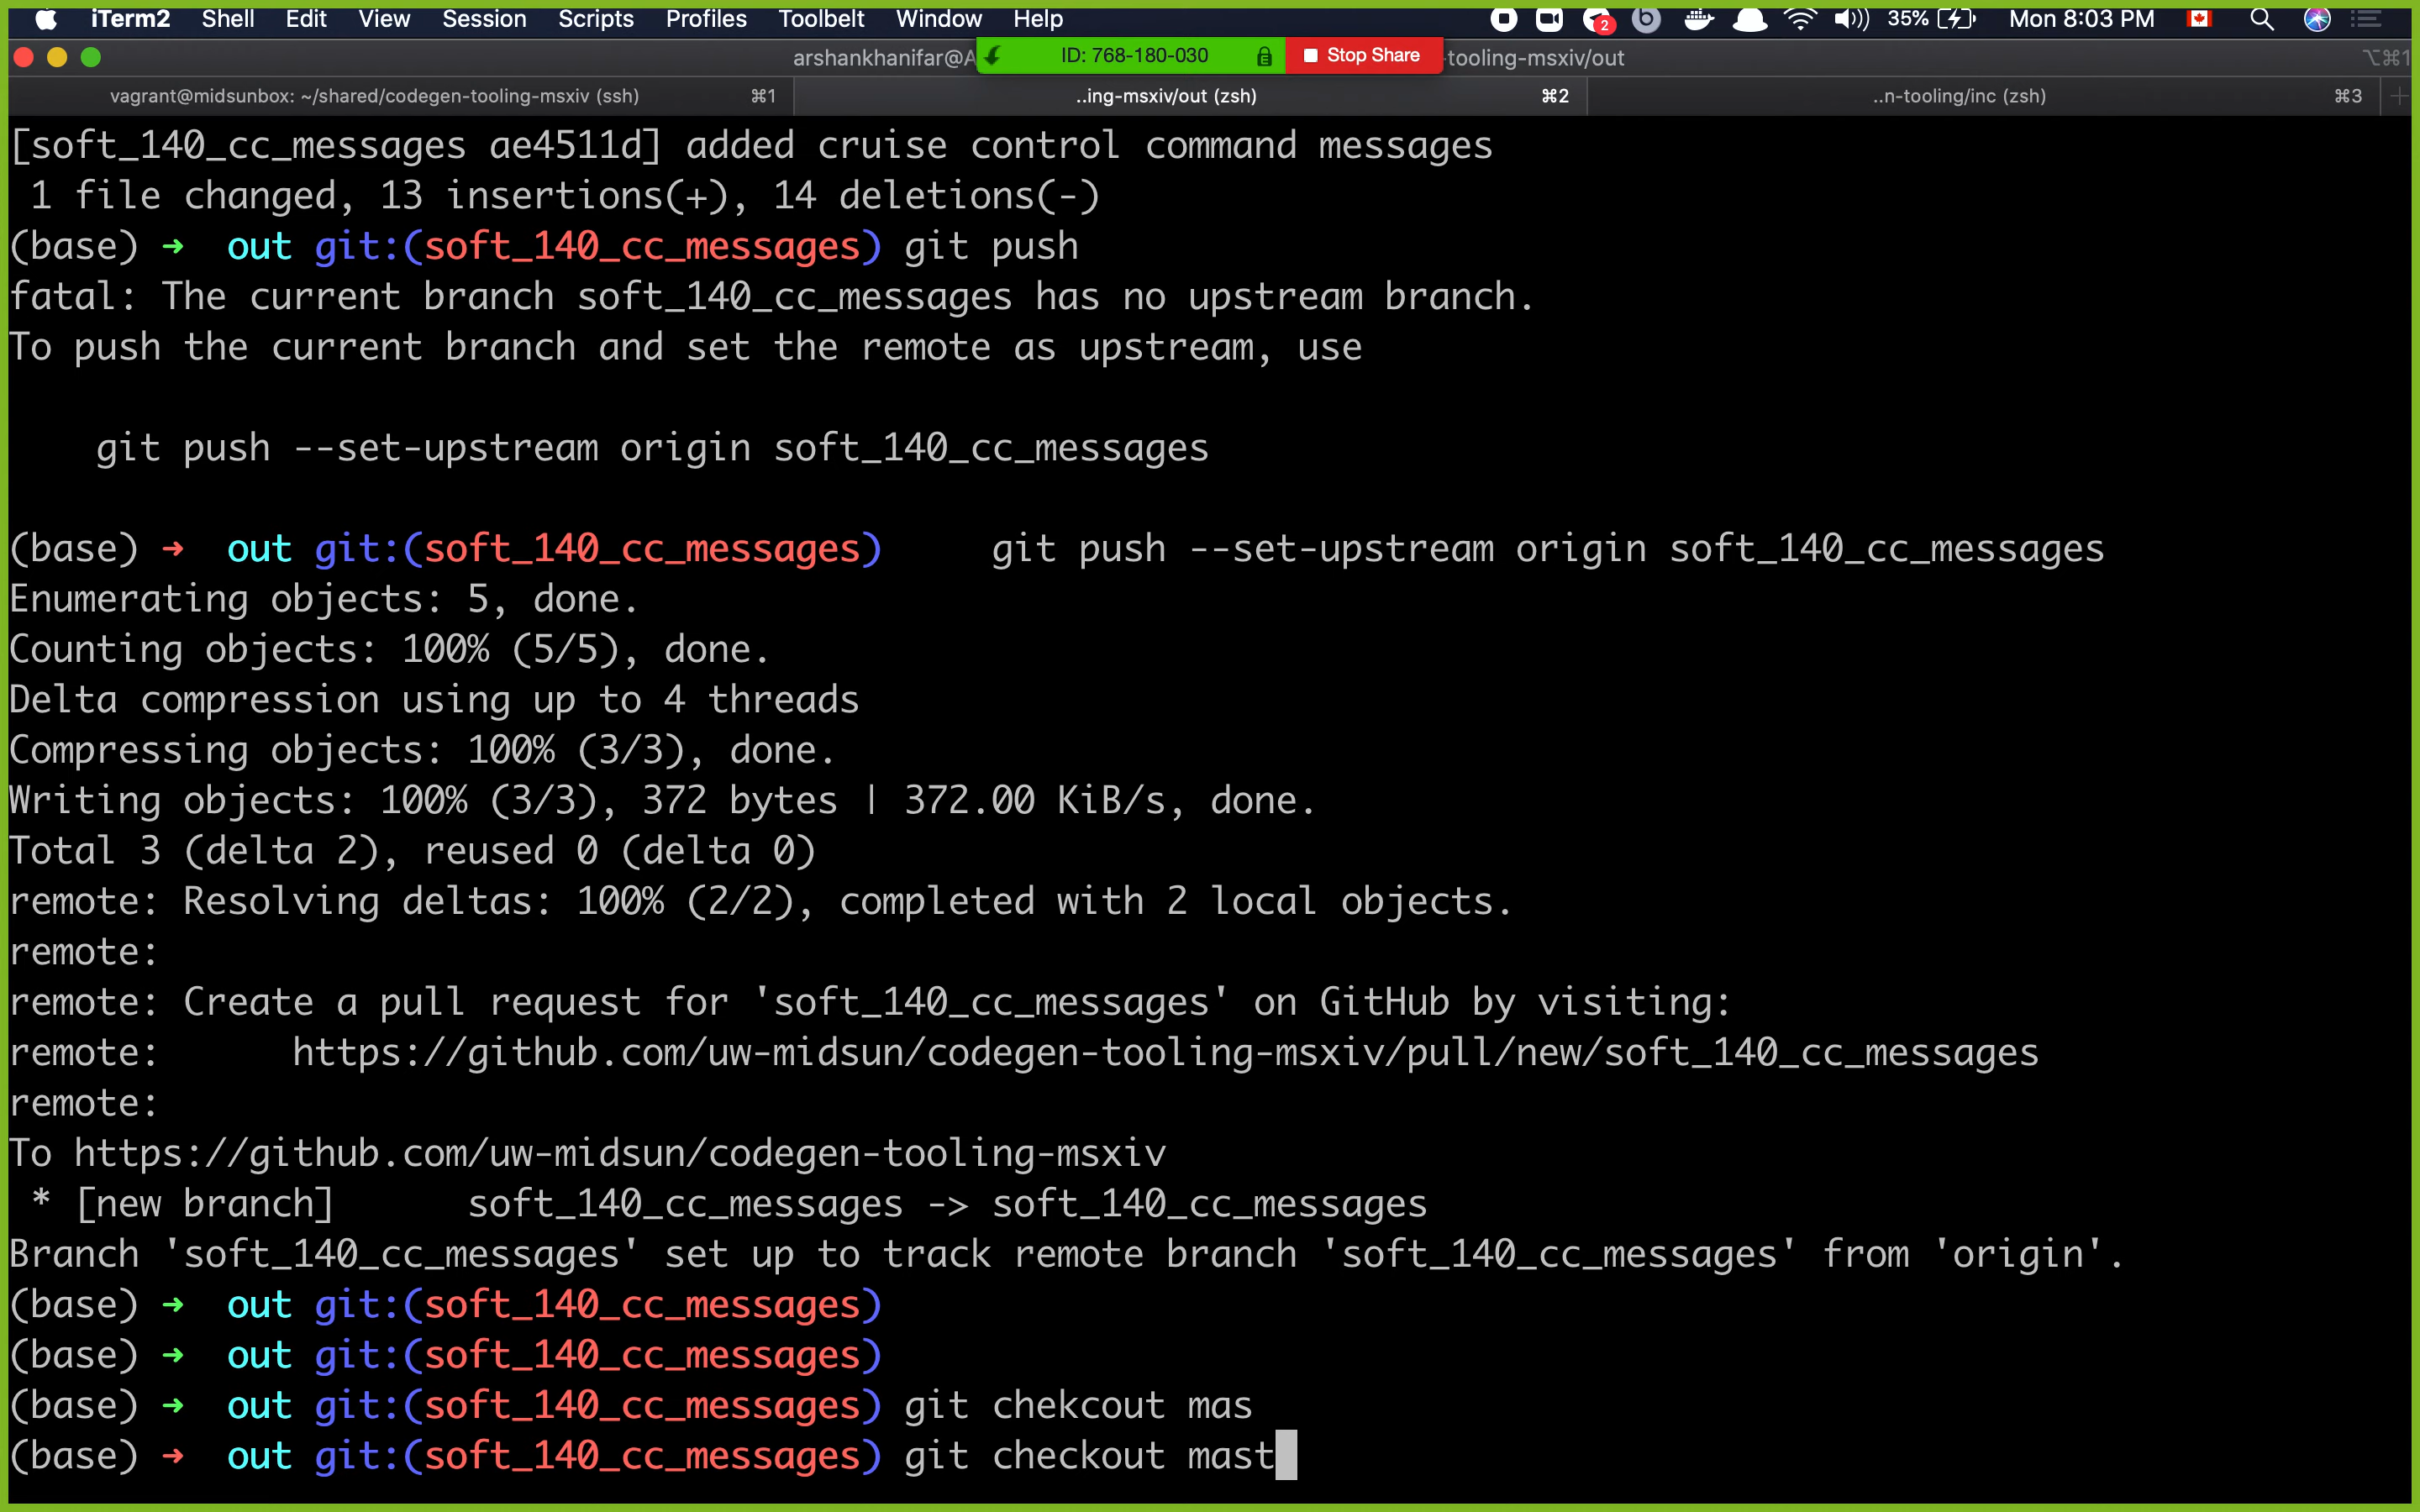 iTerm2 Shell Edit View Session Scripts Profiles Toolbelt Window Help 2 35% Mon 8:03 PM
arshankhanifar@A ID: 768-180-030 Stop Share -tooling-msxiv/out ⌥⌘1
vagrant@midsunbox: ~/shared/codegen-tooling-msxiv (ssh) ⌘1 ..ing-msxiv/out (zsh) ⌘2 ..n-tooling/inc (zsh) ⌘3
[soft_140_cc_messages ae4511d] added cruise control command messages
1 file changed, 13 insertions(+), 14 deletions(-)
(base) → out git:(soft_140_cc_messages) git push
fatal: The current branch soft_140_cc_messages has no upstream branch.
To push the current branch and set the remote as upstream, use
git push --set-upstream origin soft_140_cc_messages
(base) → out git:(soft_140_cc_messages) git push --set-upstream origin soft_140_cc_messages
Enumerating objects: 5, done.
Counting objects: 100% (5/5), done.
Delta compression using up to 4 threads
Compressing objects: 100% (3/3), done.
Writing objects: 100% (3/3), 372 bytes | 372.00 KiB/s, done.
Total 3 (delta 2), reused 0 (delta 0)
remote: Resolving deltas: 100% (2/2), completed with 2 local objects.
remote:
remote: Create a pull request for 'soft_140_cc_messages' on GitHub by visiting:
remote: https://github.com/uw-midsun/codegen-tooling-msxiv/pull/new/soft_140_cc_messages
remote:
To https://github.com/uw-midsun/codegen-tooling-msxiv
* [new branch] soft_140_cc_messages -> soft_140_cc_messages
Branch 'soft_140_cc_messages' set up to track remote branch 'soft_140_cc_messages' from 'origin'.
(base) → out git:(soft_140_cc_messages)
(base) → out git:(soft_140_cc_messages)
(base) → out git:(soft_140_cc_messages) git chekcout mas
(base) → out git:(soft_140_cc_messages) git checkout mast